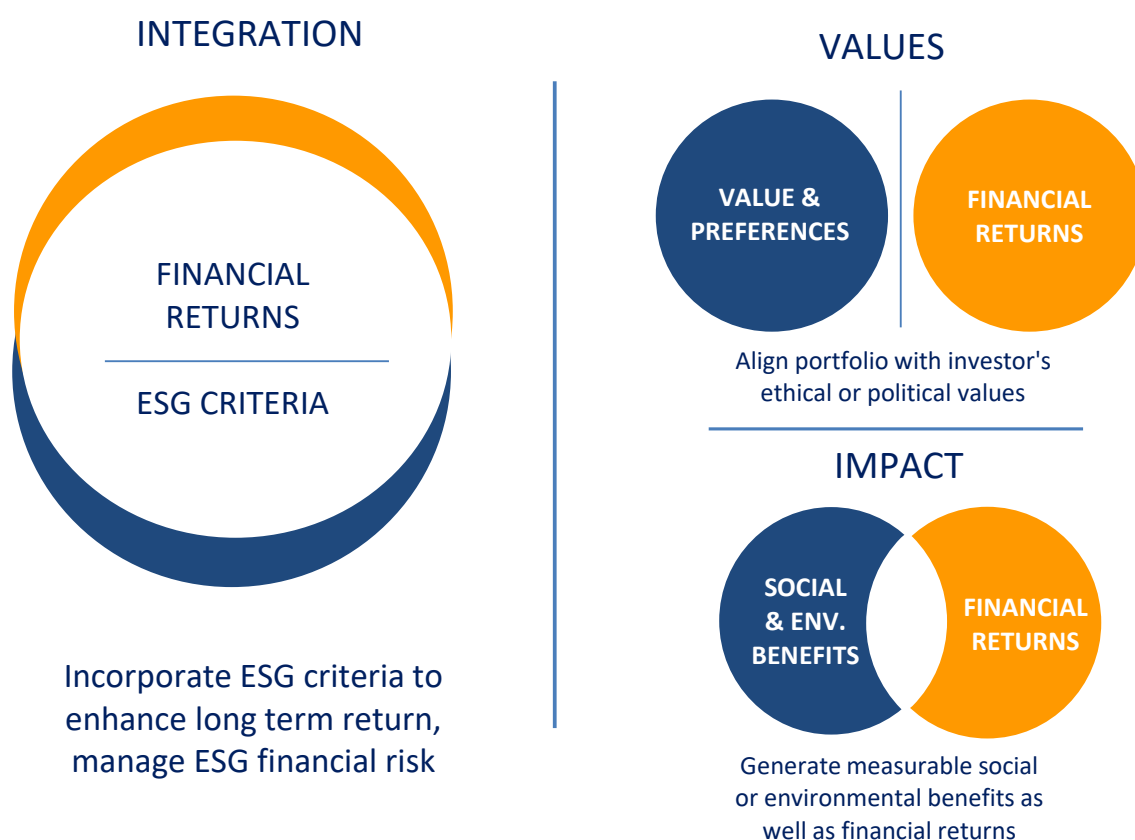 INTEGRATION
FINANCIAL
RETURNS
ESG CRITERIA
Incorporate ESG criteria to
enhance long term return,
manage ESG financial risk
VALUES
VALUE &
PREFERENCES
FINANCIAL
RETURNS
Align portfolio with investor's
ethical or political values
IMPACT
SOCIAL
& ENV.
BENEFITS
FINANCIAL
RETURNS
Generate measurable social
or environmental benefits as
well as financial returns